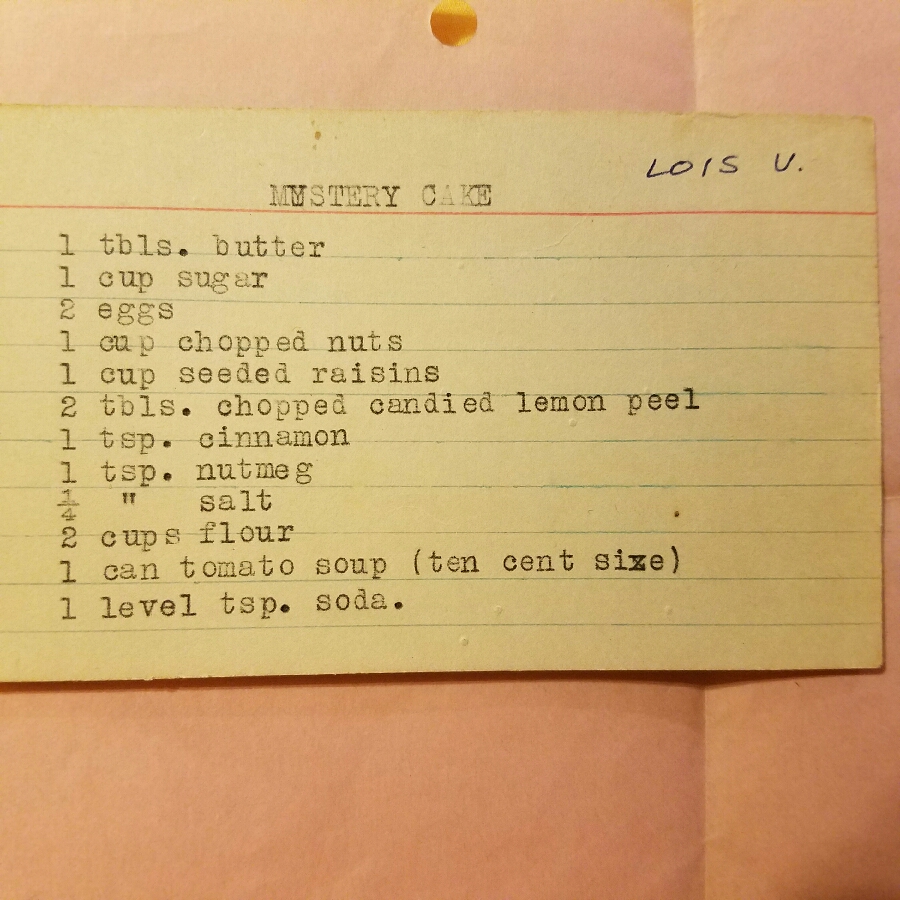 LOIS V.
MYSTERY CAKE
1 tbls. butter
1 cup sugar
2 eggs
1 cup chopped nuts
1 cup seeded raisins
2 tbls. chopped candied lemon peel
1 tsp. cinnamon
1 tsp. nutmeg
¼ " salt
2 cups flour
1 can tomato soup (ten cent size)
1 level tsp. soda.